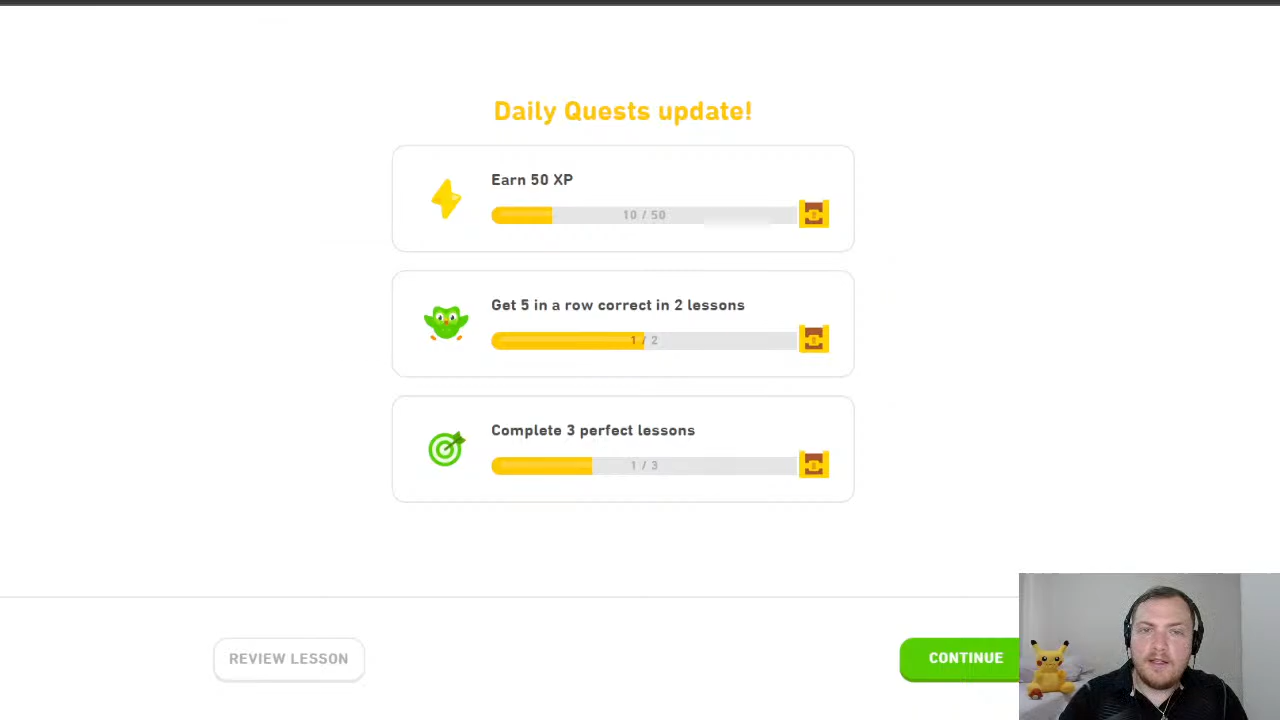 Daily Quests update!
Earn 50 XP
10 / 50
Get 5 in a row correct in 2 lessons
1 / 2
Complete 3 perfect lessons
1 / 3
REVIEW LESSON
CONTINUE